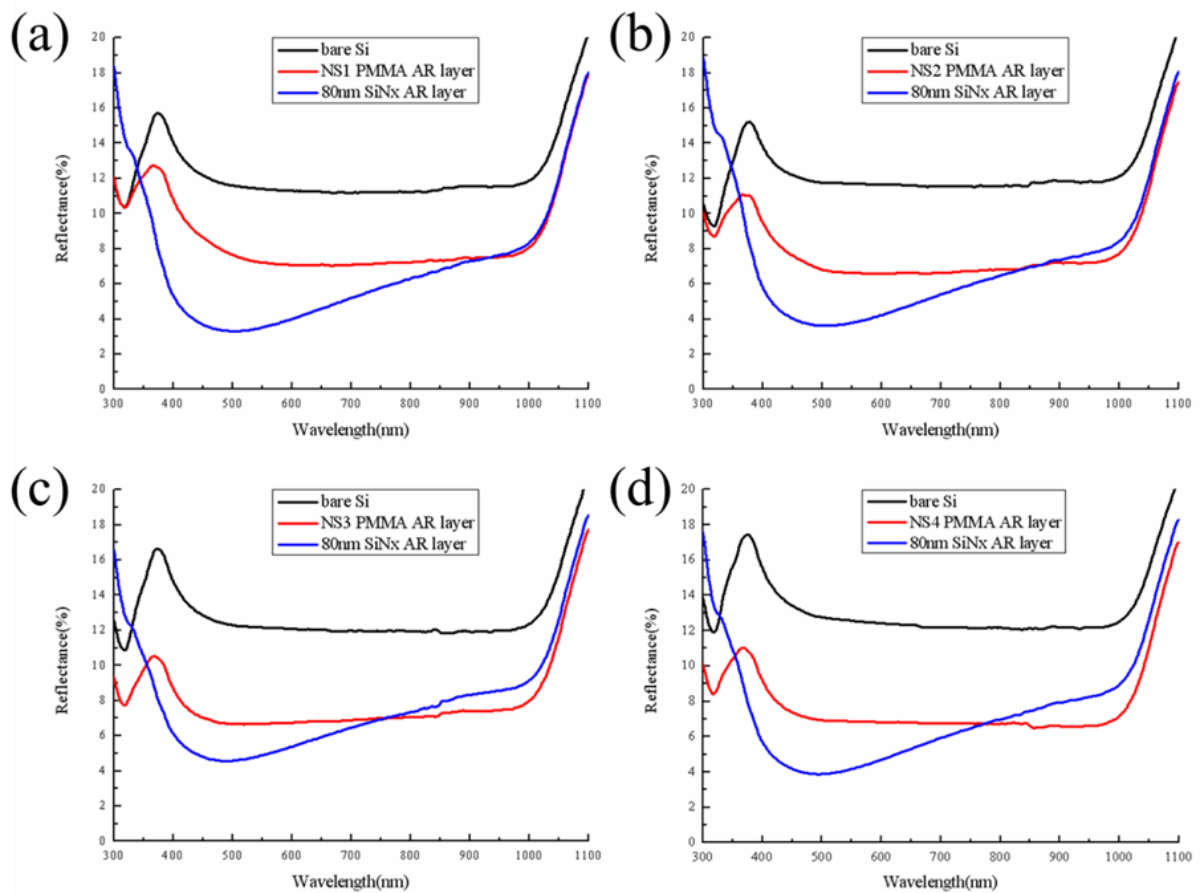 (a)
20
18
16
14
12
10
8
6
4
2
0
Reflectance(%)
bare Si
NS1 PMMA AR layer
80nm SiNx AR layer
300 400 500 600 700 800 900 1000 1100
Wavelength(nm)
(b)
20
18
16
14
12
10
8
6
4
2
0
Reflectance(%)
bare Si
NS2 PMMA AR layer
80nm SiNx AR layer
300 400 500 600 700 800 900 1000 1100
Wavelength(nm)
(c)
20
18
16
14
12
10
8
6
4
2
0
Reflectance(%)
bare Si
NS3 PMMA AR layer
80nm SiNx AR layer
300 400 500 600 700 800 900 1000 1100
Wavelength(nm)
(d)
20
18
16
14
12
10
8
6
4
2
0
Reflectance(%)
bare Si
NS4 PMMA AR layer
80nm SiNx AR layer
300 400 500 600 700 800 900 1000 1100
Wavelength(nm)